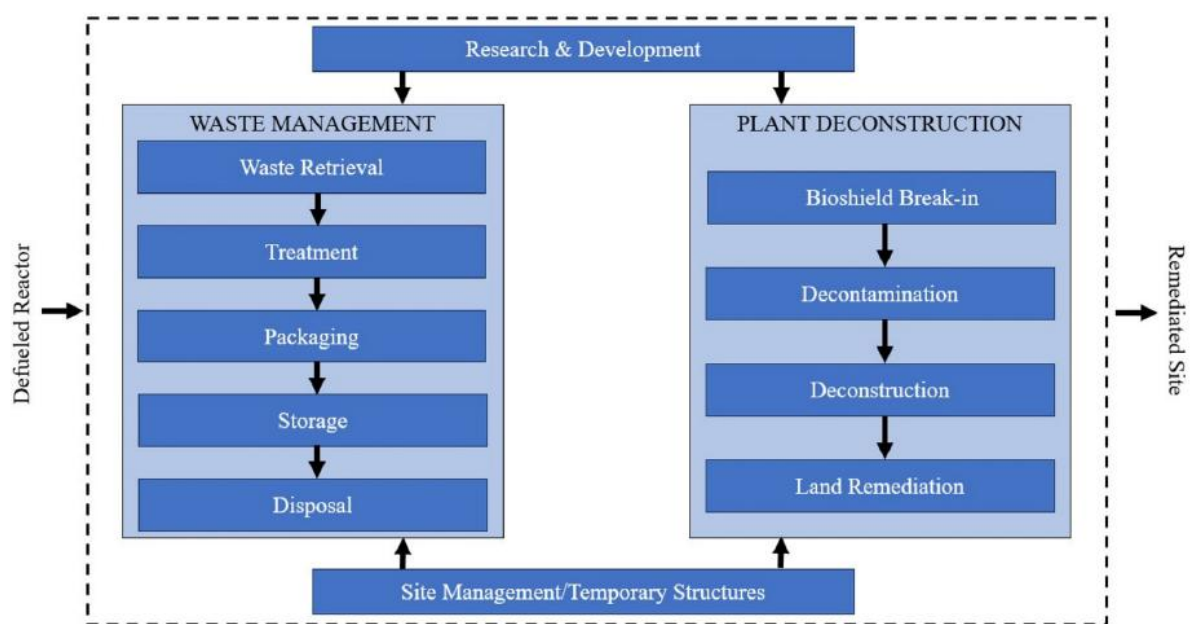 Research & Development
WASTE MANAGEMENT
Waste Retrieval
Treatment
Packaging
Storage
Disposal
PLANT DECONSTRUCTION
Bioshield Break-in
Decontamination
Deconstruction
Land Remediation
Site Management/Temporary Structures
Defueled Reactor
Remediated Site